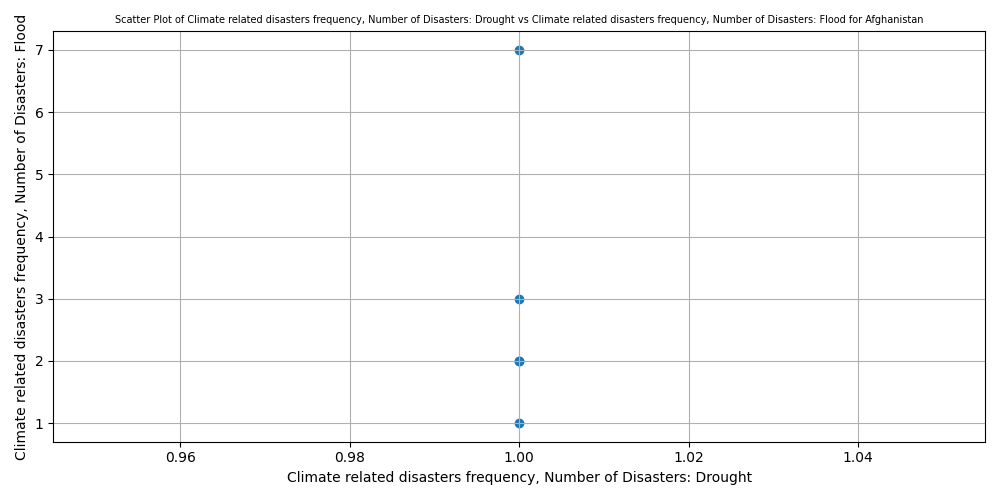 Scatter Plot of Climate related disasters frequency, Number of Disasters: Drought vs Climate related disasters frequency, Number of Disasters: Flood for Afghanistan
Climate related disasters frequency, Number of Disasters: Flood
7
6
5
4
3
2
1
0.96 0.98 1.00 1.02 1.04
Climate related disasters frequency, Number of Disasters: Drought